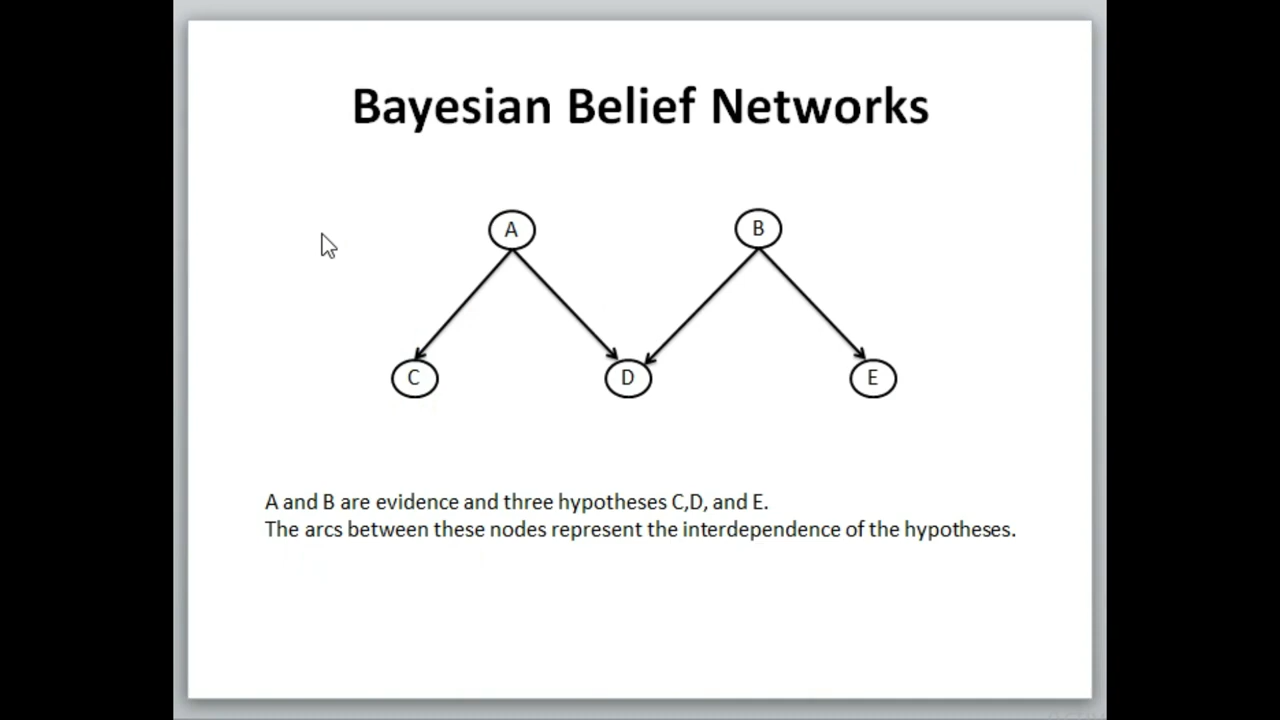 Bayesian Belief Networks
A B
C D E
A and B are evidence and three hypotheses C,D, and E.
The arcs between these nodes represent the interdependence of the hypotheses.